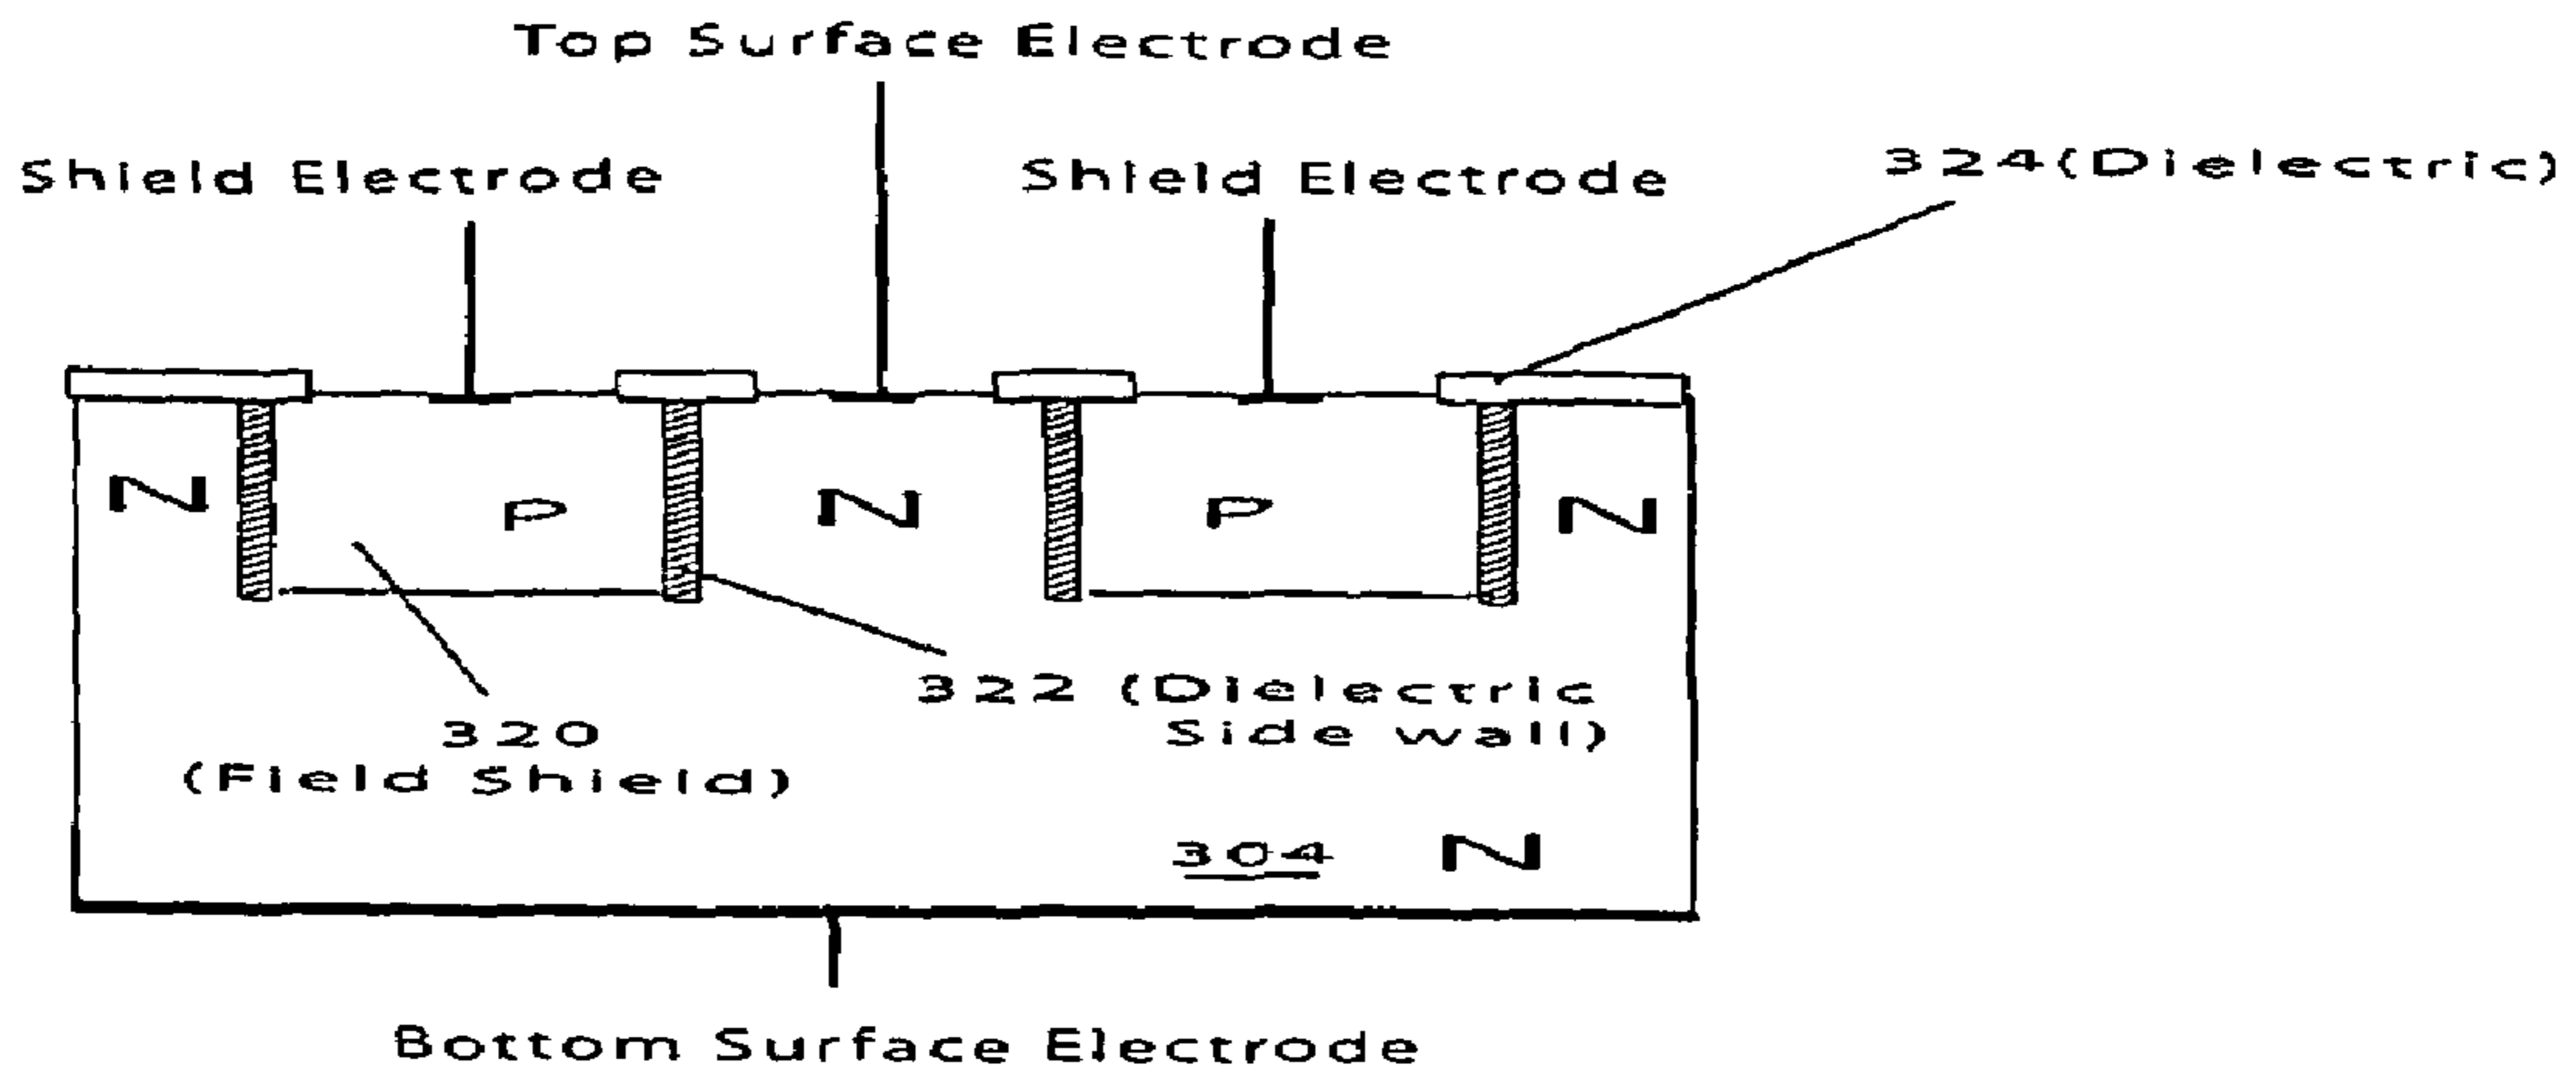 Top Surface Electrode
Shield Electrode
Shield Electrode
324(Dielectric)
N
P
N
P
N
322 (Dielectric
Side wall)
320
(Field Shield)
304
N
Bottom Surface Electrode